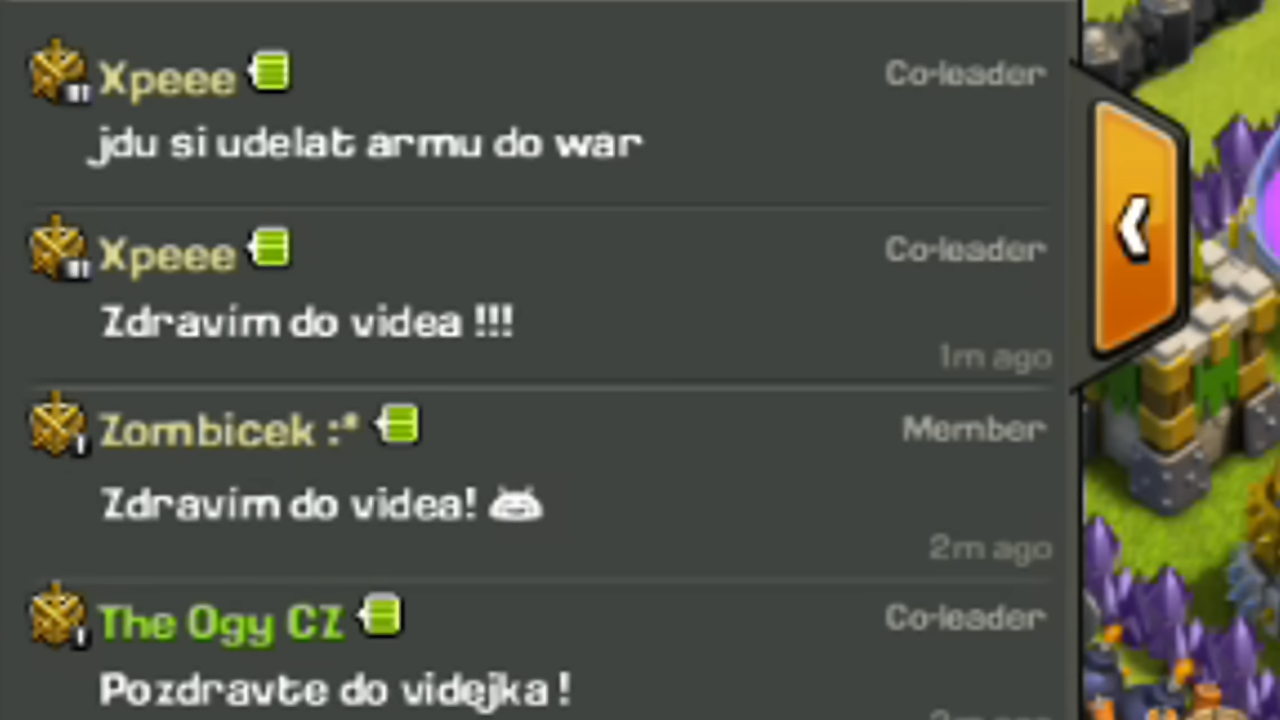 Xpeee Co-leader
jdu si udelat armu do war
Xpeee Co-leader
Zdravim do videa !!!
1m ago
Zombicek :* Member
Zdravim do videa!
2m ago
The Ogy CZ Co-leader
Pozdravte do videjka !